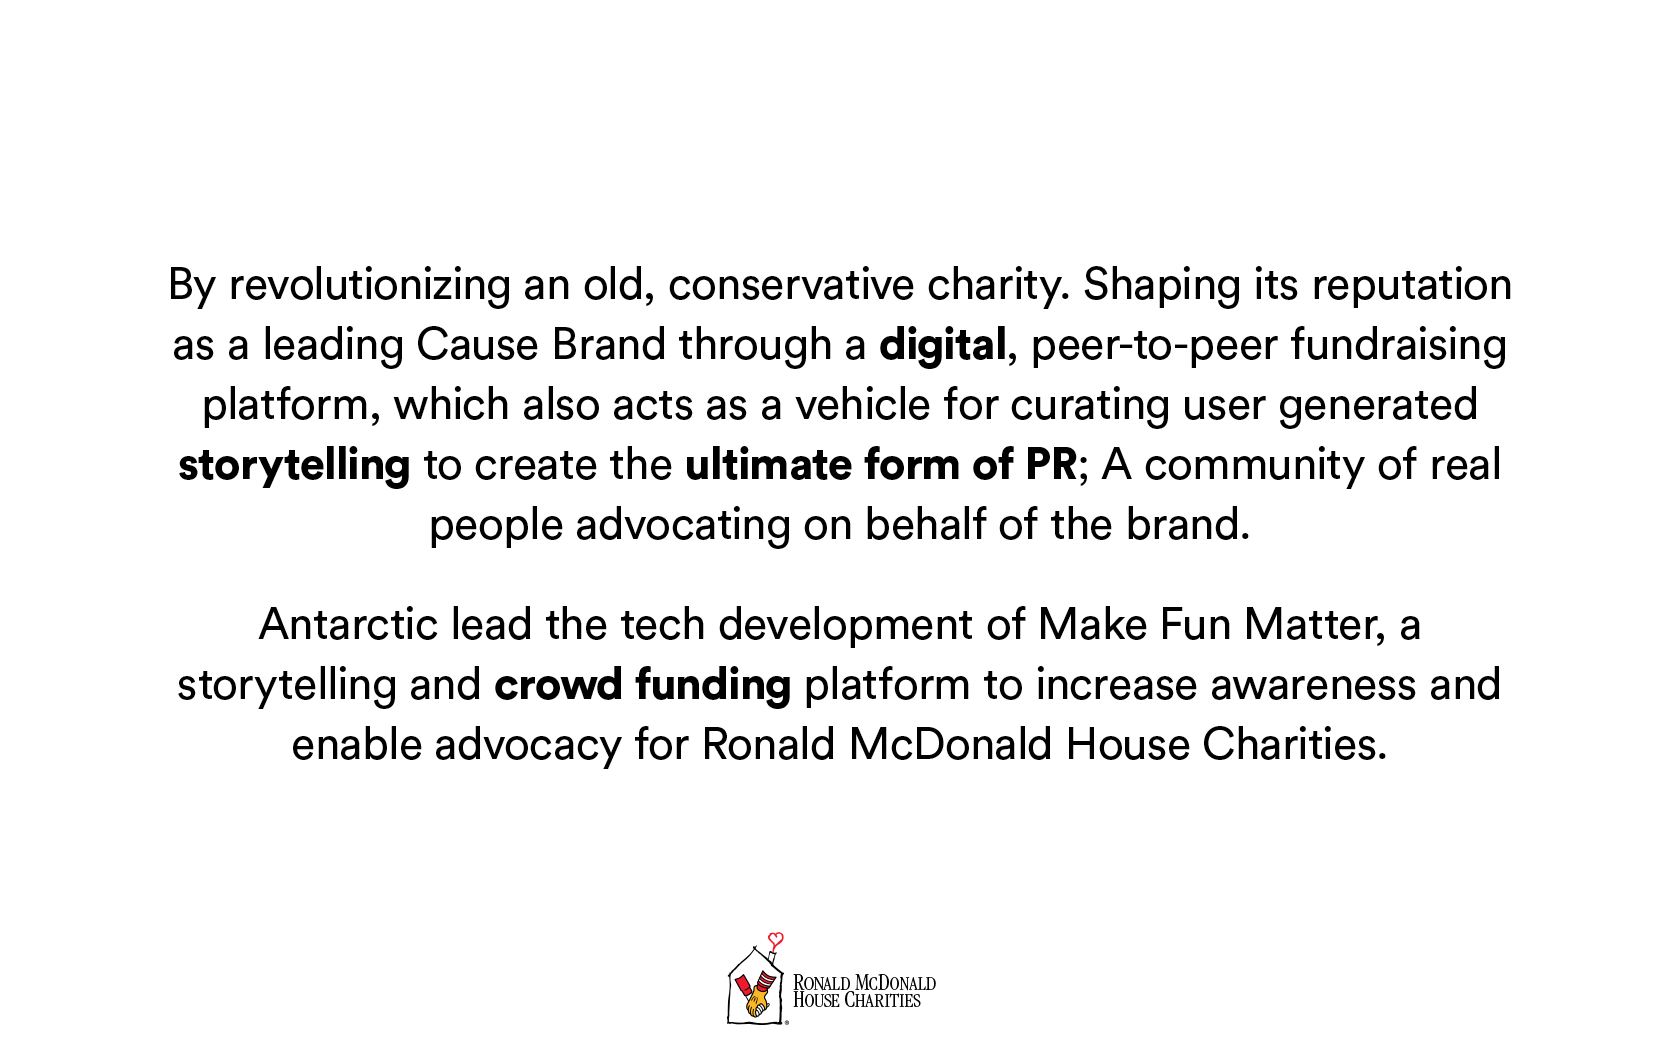 By revolutionizing an old, conservative charity. Shaping its reputation
as a leading Cause Brand through a digital, peer-to-peer fundraising
platform, which also acts as a vehicle for curating user generated
storytelling to create the ultimate form of PR; A community of real
people advocating on behalf of the brand.
Antarctic lead the tech development of Make Fun Matter, a
storytelling and crowd funding platform to increase awareness and
enable advocacy for Ronald McDonald House Charities.
RONALD MCDONALD
HOUSE CHARITIES
®